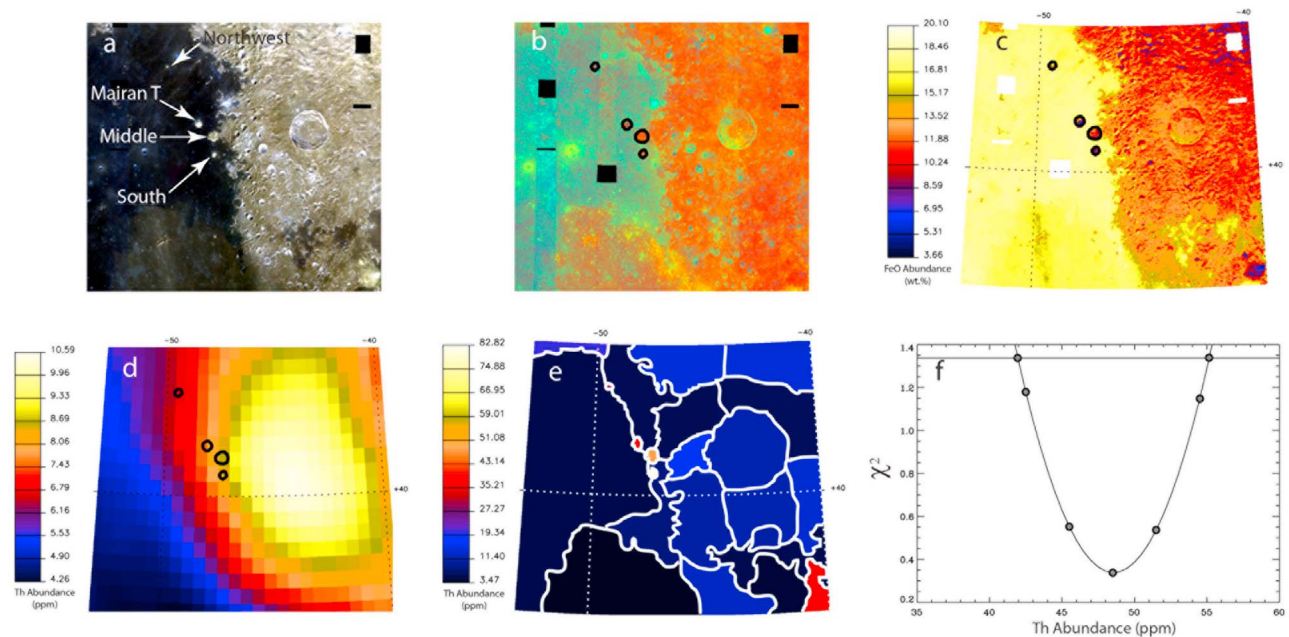 a
Northwest
Mairan T
Middle
South
b
-50
-40
c
+40
20.10
18.46
16.81
15.17
13.52
11.88
10.24
8.59
6.95
5.31
3.66
FeO Abundance
(wt.%)
-50
-40
d
+40
10.59
9.96
9.33
8.69
8.06
7.43
6.79
6.16
5.53
4.90
4.26
Th Abundance
(ppm)
-50
-40
e
+40
82.82
74.88
66.95
59.01
51.08
43.14
35.21
27.27
19.34
11.40
3.47
Th Abundance
(ppm)
f
1.4
1.2
1.0
0.8
0.6
0.4
0.2
χ2
35 40 45 50 55 60
Th Abundance (ppm)